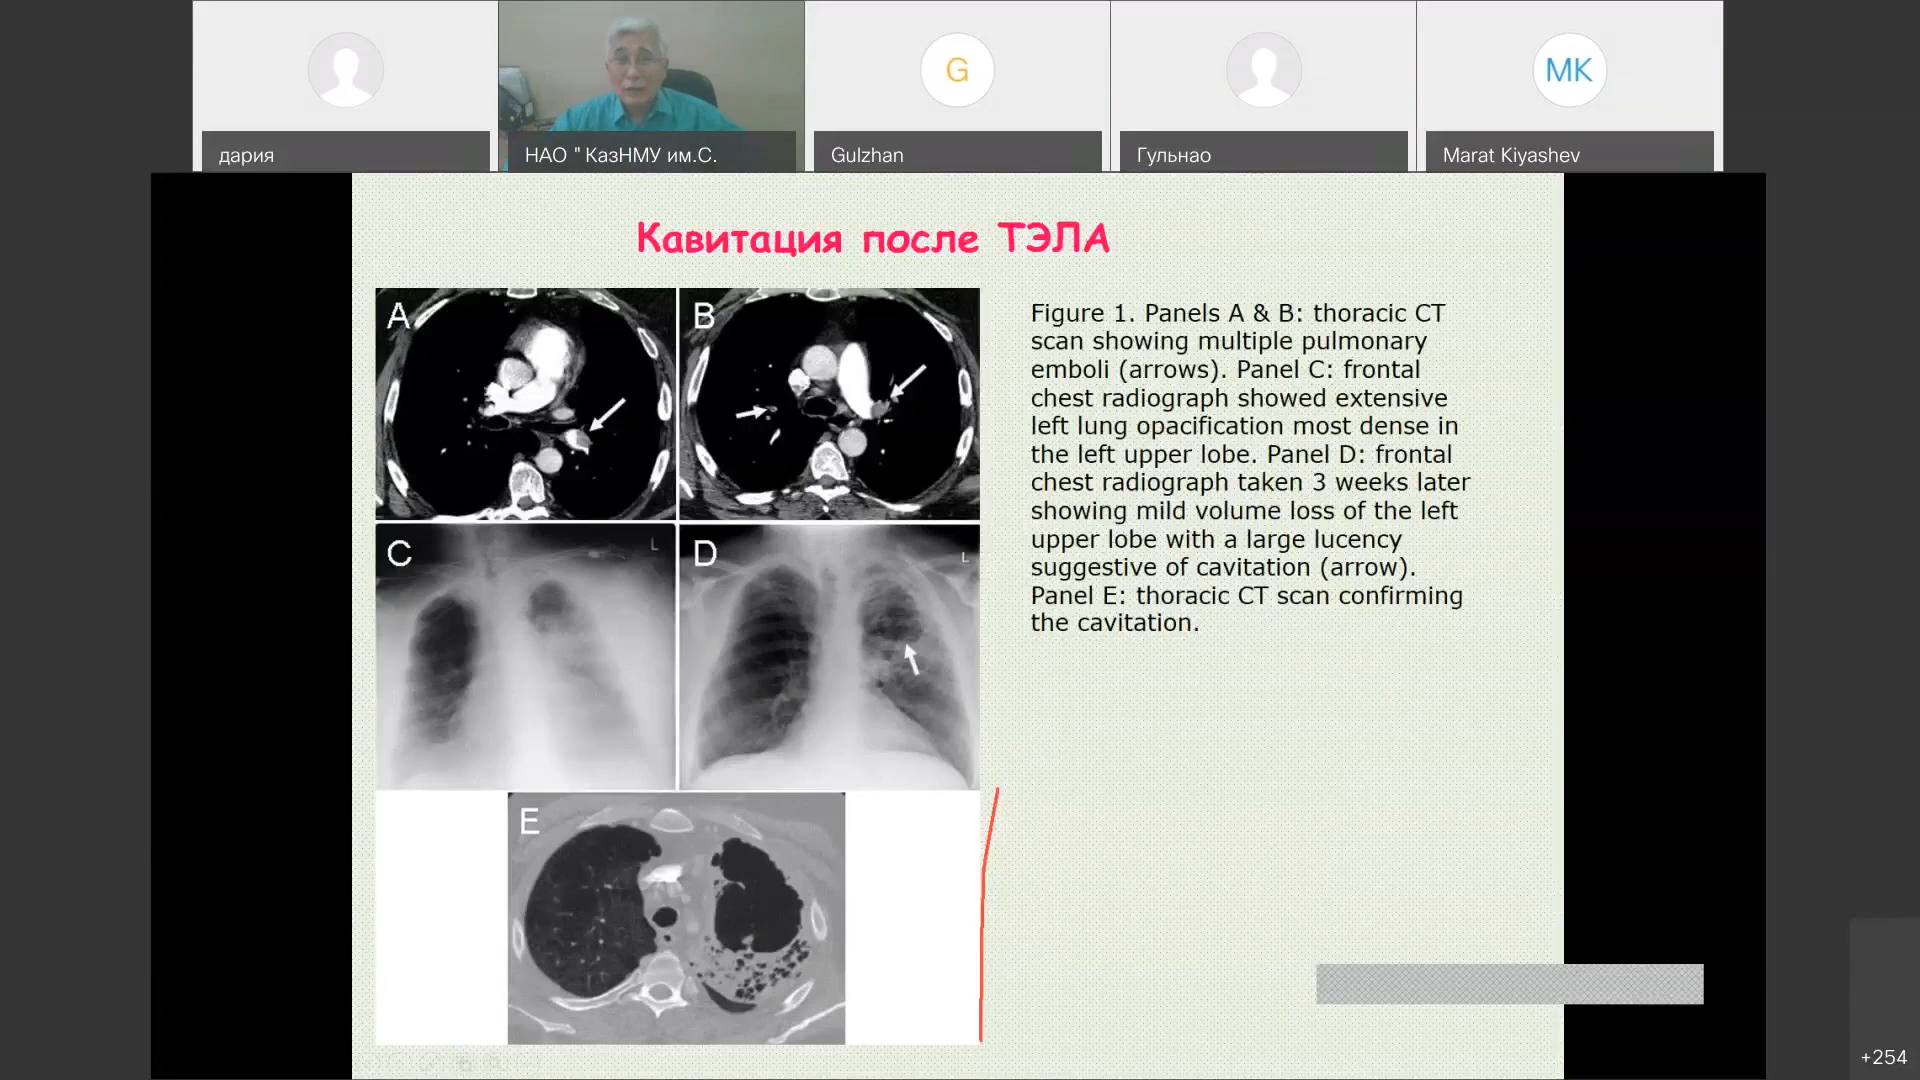 дария
НАО " КазНМУ им.С.
G
Gulzhan
Гульнао
MK
Marat Kiyashev
Кавитация после ТЭЛА
A
B
C
L
D
L
E
Figure 1. Panels A & B: thoracic CT
scan showing multiple pulmonary
emboli (arrows). Panel C: frontal
chest radiograph showed extensive
left lung opacification most dense in
the left upper lobe. Panel D: frontal
chest radiograph taken 3 weeks later
showing mild volume loss of the left
upper lobe with a large lucency
suggestive of cavitation (arrow).
Panel E: thoracic CT scan confirming
the cavitation.
+254